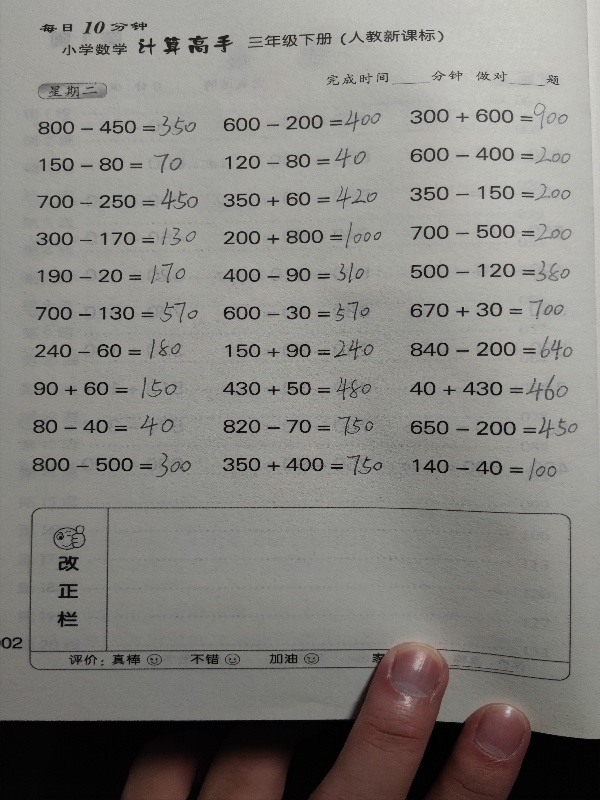 每日10分钟
小学数学 计算高手 三年级下册(人教新课标)
完成时间____分钟 做对____题
星期二
800-450=350 600-200=400 300+600=900
150-80=70 120-80=40 600-400=200
700-250=450 350+60=420 350-150=200
300-170=130 200+800=1000 700-500=200
190-20=170 400-90=310 500-120=380
700-130=570 600-30=570 670+30=700
240-60=180 150+90=240 840-200=640
90+60=150 430+50=480 40+430=460
80-40=40 820-70=750 650-200=450
800-500=300 350+400=750 140-40=100
改正栏
02
评价:真棒 不错 加油